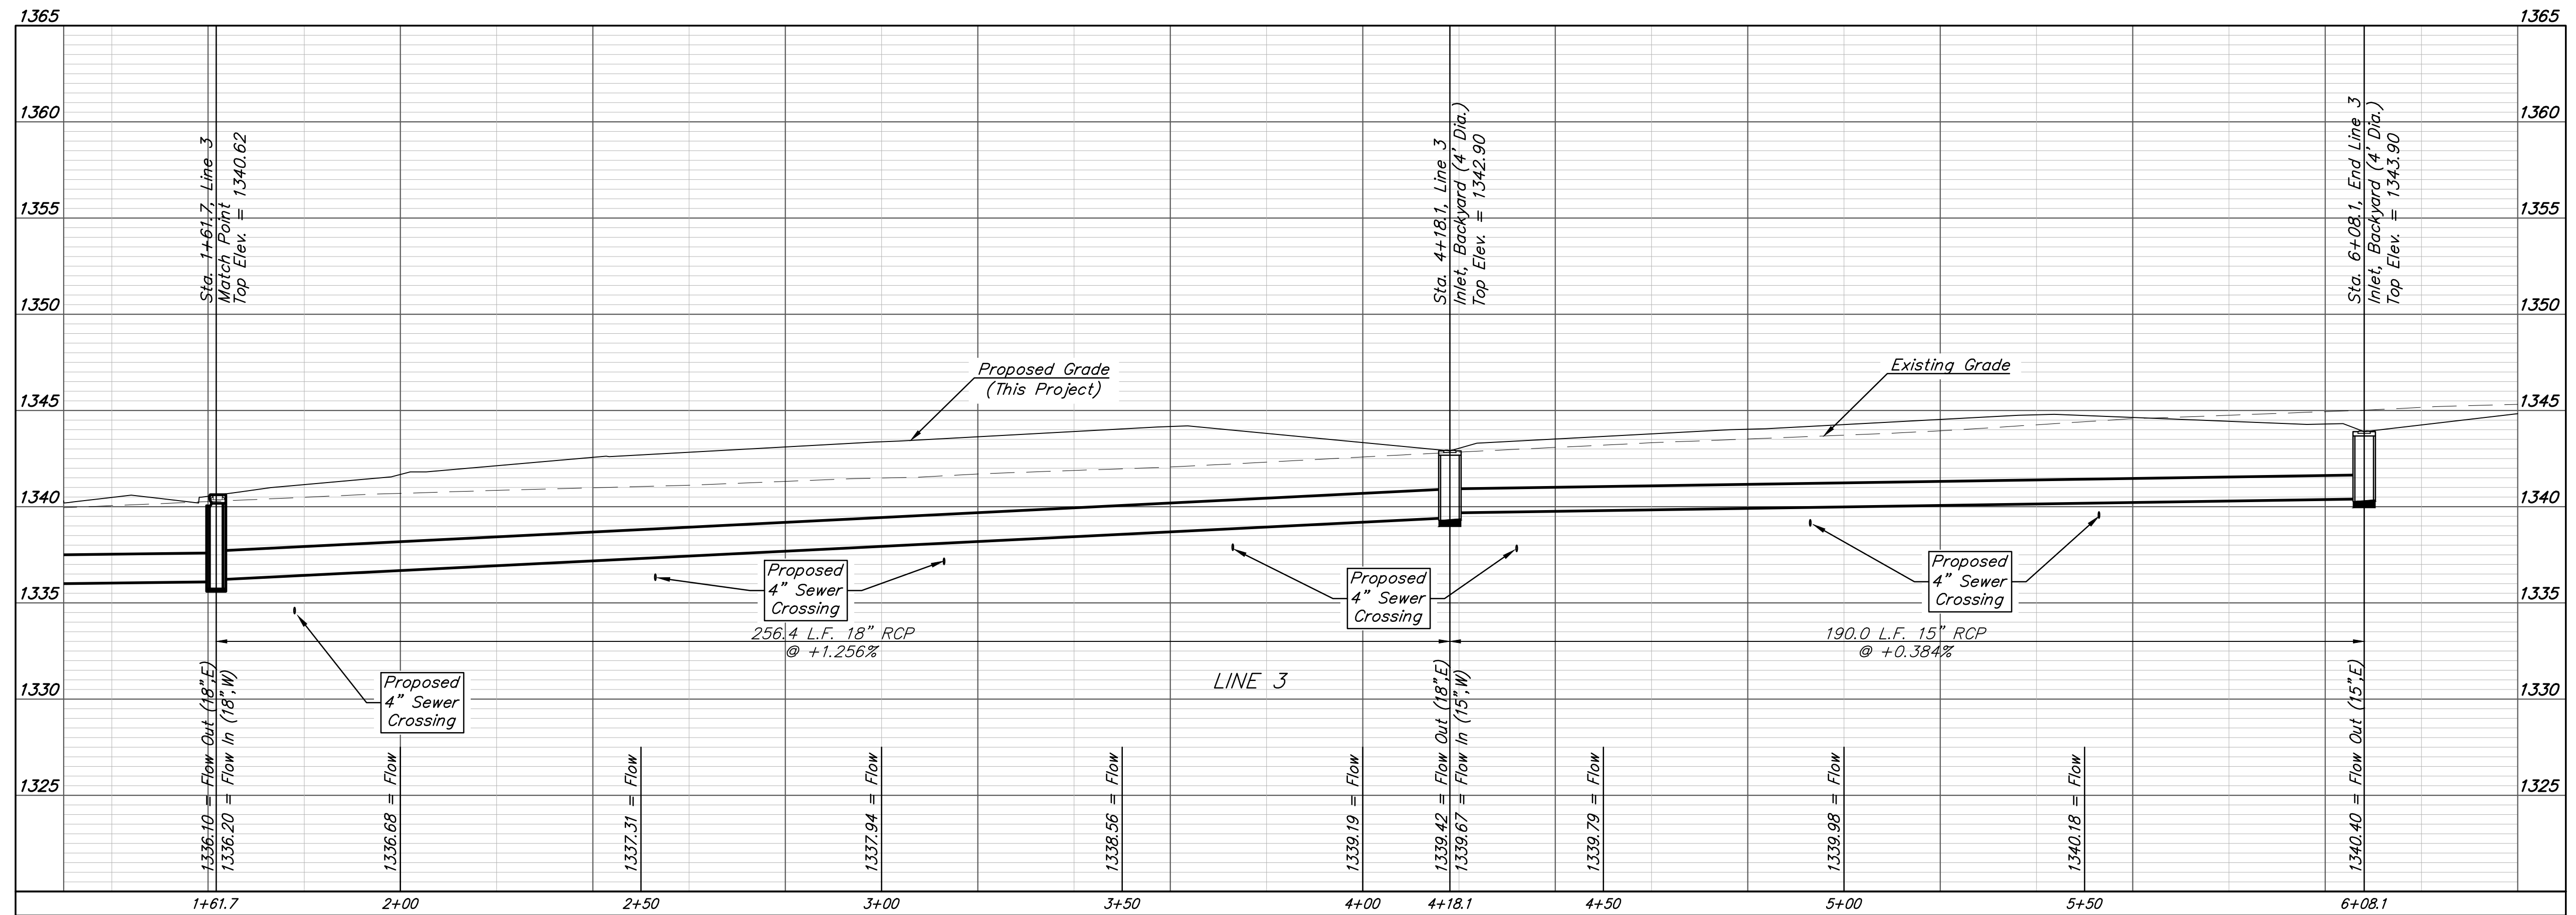 1365
1365
1360
1360
1355
1355
1350
1350
1345
1345
1340
1340
1335
1335
1330
1330
1325
1325
Sta. 1+61.7, Line 3
Match Point
Top Elev. = 1340.62
Sta. 4+18.1, Line 3
Inlet, Backyard (4' Dia.)
Top Elev. = 1342.90
Sta. 6+08.1, End Line 3
Inlet, Backyard (4' Dia.)
Top Elev. = 1343.90
Proposed Grade
(This Project)
Existing Grade
Proposed
4" Sewer
Crossing
Proposed
4" Sewer
Crossing
Proposed
4" Sewer
Crossing
Proposed
4" Sewer
Crossing
256.4 L.F. 18" RCP
@ +1.256%
190.0 L.F. 15" RCP
@ +0.384%
LINE 3
1336.10 = Flow Out (18",E)
1336.20 = Flow In (18",W)
1336.68 = Flow
1337.31 = Flow
1337.94 = Flow
1338.56 = Flow
1339.19 = Flow
1339.42 = Flow Out (18",E)
1339.67 = Flow In (15",W)
1339.79 = Flow
1339.98 = Flow
1340.18 = Flow
1340.40 = Flow Out (15",E)
1+61.7
2+00
2+50
3+00
3+50
4+00
4+18.1
4+50
5+00
5+50
6+08.1